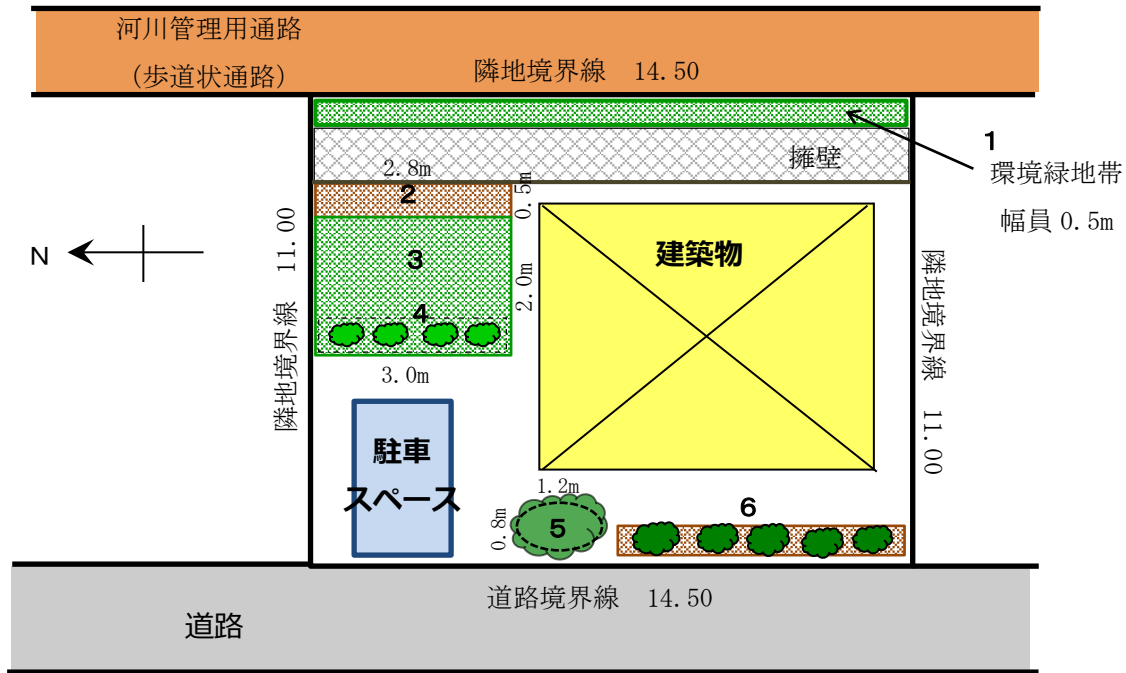 河川管理用通路
(歩道状通路)
隣地境界線 14.50
1
環境緑地帯
幅員 0.5m
擁壁
2.8m
2
0.5m
N
隣地境界線 11.00
3
2.0m
4
3.0m
建築物
隣地境界線 11.00
駐車
スペース
1.2m
0.8m
5
6
道路境界線 14.50
道路